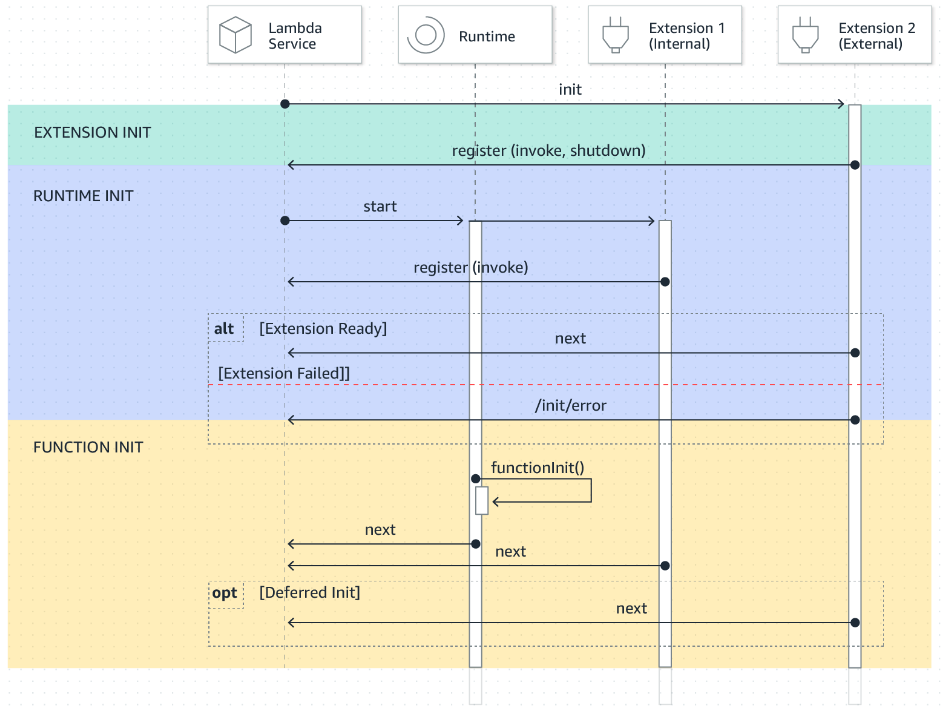 Lambda
Service
Runtime
Extension 1
(Internal)
Extension 2
(External)
init
EXTENSION INIT
register (invoke, shutdown)
RUNTIME INIT
start
register (invoke)
alt [Extension Ready]
next
[Extension Failed]]
/init/error
FUNCTION INIT
functionInit()
next
next
opt [Deferred Init]
next